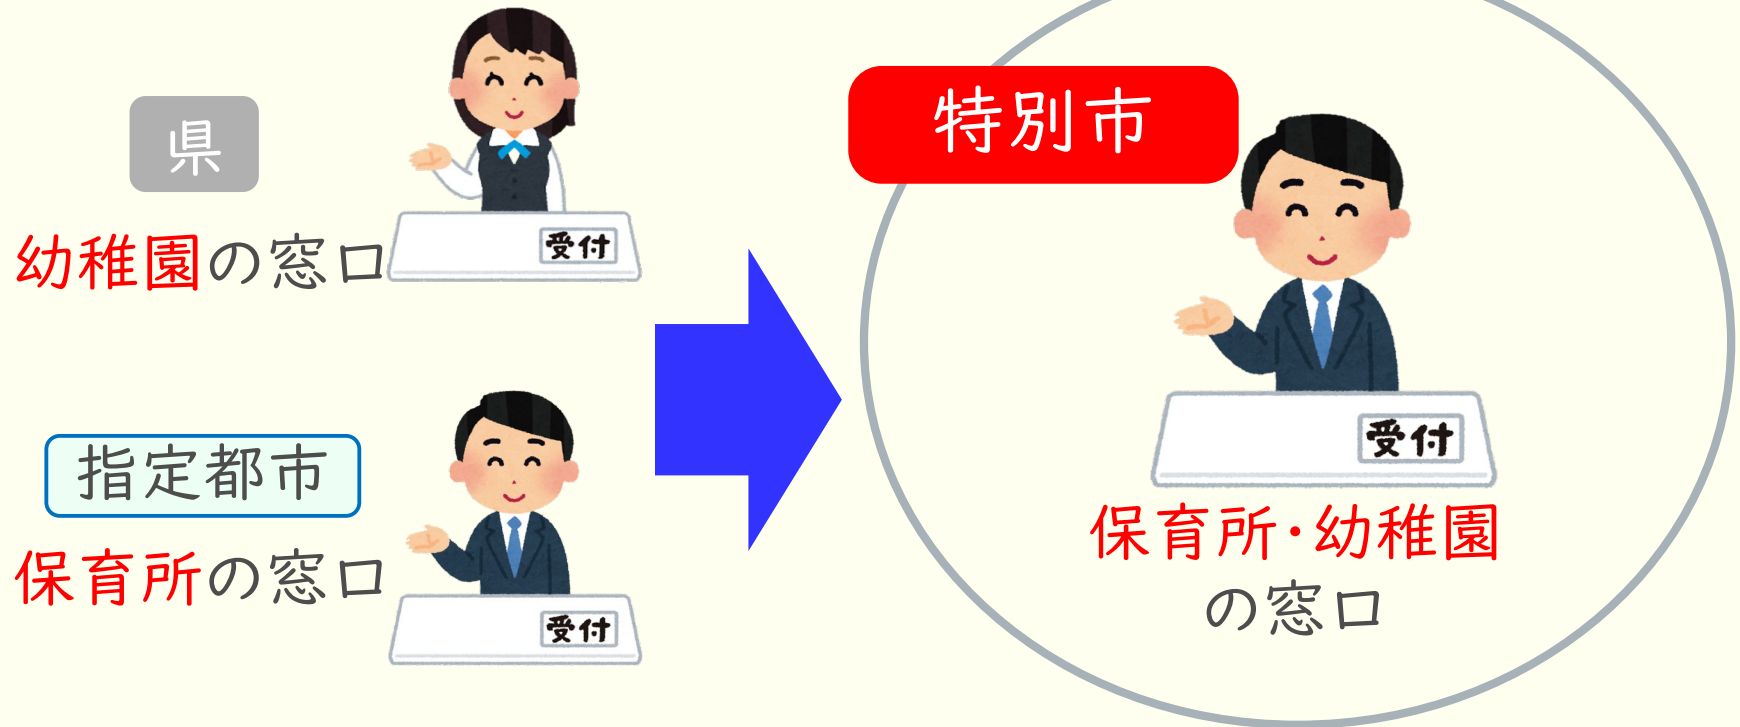 県
幼稚園の窓口
受付
指定都市
保育所の窓口
受付
特別市
受付
保育所・幼稚園
の窓口